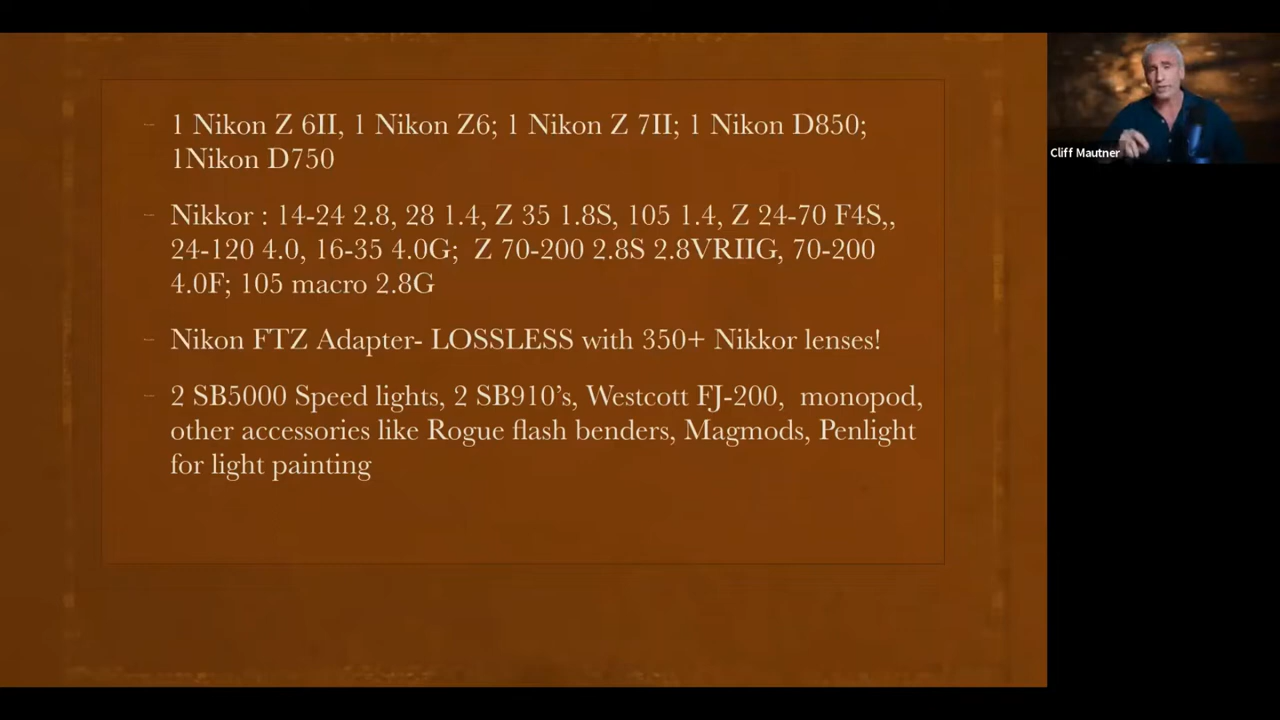 1 Nikon Z 6II, 1 Nikon Z6; 1 Nikon Z 7II; 1 Nikon D850;
1Nikon D750
Nikkor : 14-24 2.8, 28 1.4, Z 35 1.8S, 105 1.4, Z 24-70 F4S,,
24-120 4.0, 16-35 4.0G;  Z 70-200 2.8S 2.8VRIIG, 70-200
4.0F; 105 macro 2.8G
Nikon FTZ Adapter- LOSSLESS with 350+ Nikkor lenses!
2 SB5000 Speed lights, 2 SB910’s, Westcott FJ-200,  monopod,
other accessories like Rogue flash benders, Magmods, Penlight
for light painting
Cliff Mautner